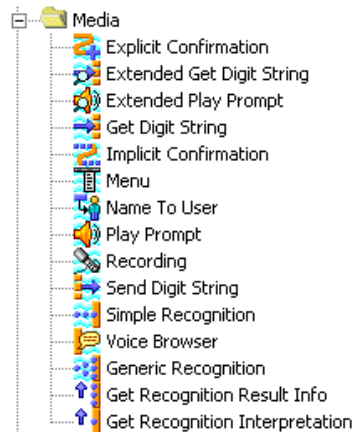 Media
Explicit Confirmation
Extended Get Digit String
Extended Play Prompt
Get Digit String
Implicit Confirmation
Menu
Name To User
Play Prompt
Recording
Send Digit String
Simple Recognition
Voice Browser
Generic Recognition
Get Recognition Result Info
Get Recognition Interpretation